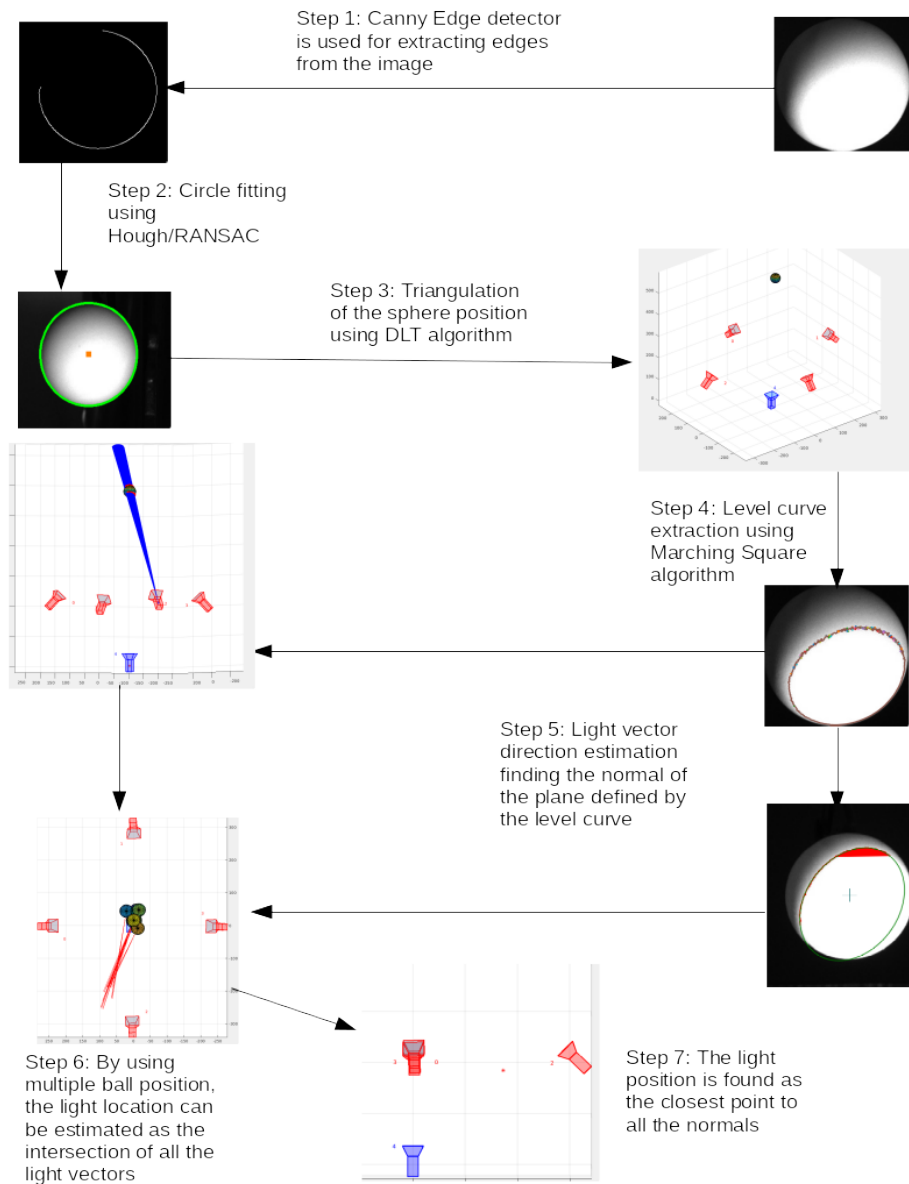 Step 1: Canny Edge detector
is used for extracting edges
from the image
Step 2: Circle fitting
using
Hough/RANSAC
Step 3: Triangulation
of the sphere position
using DLT algorithm
Step 4: Level curve
extraction using
Marching Square
algorithm
Step 5: Light vector
direction estimation
finding the normal of
the plane defined by
the level curve
Step 6: By using
multiple ball position,
the light location can
be estimated as the
intersection of all the
light vectors
Step 7: The light
position is found as
the closest point to
all the normals